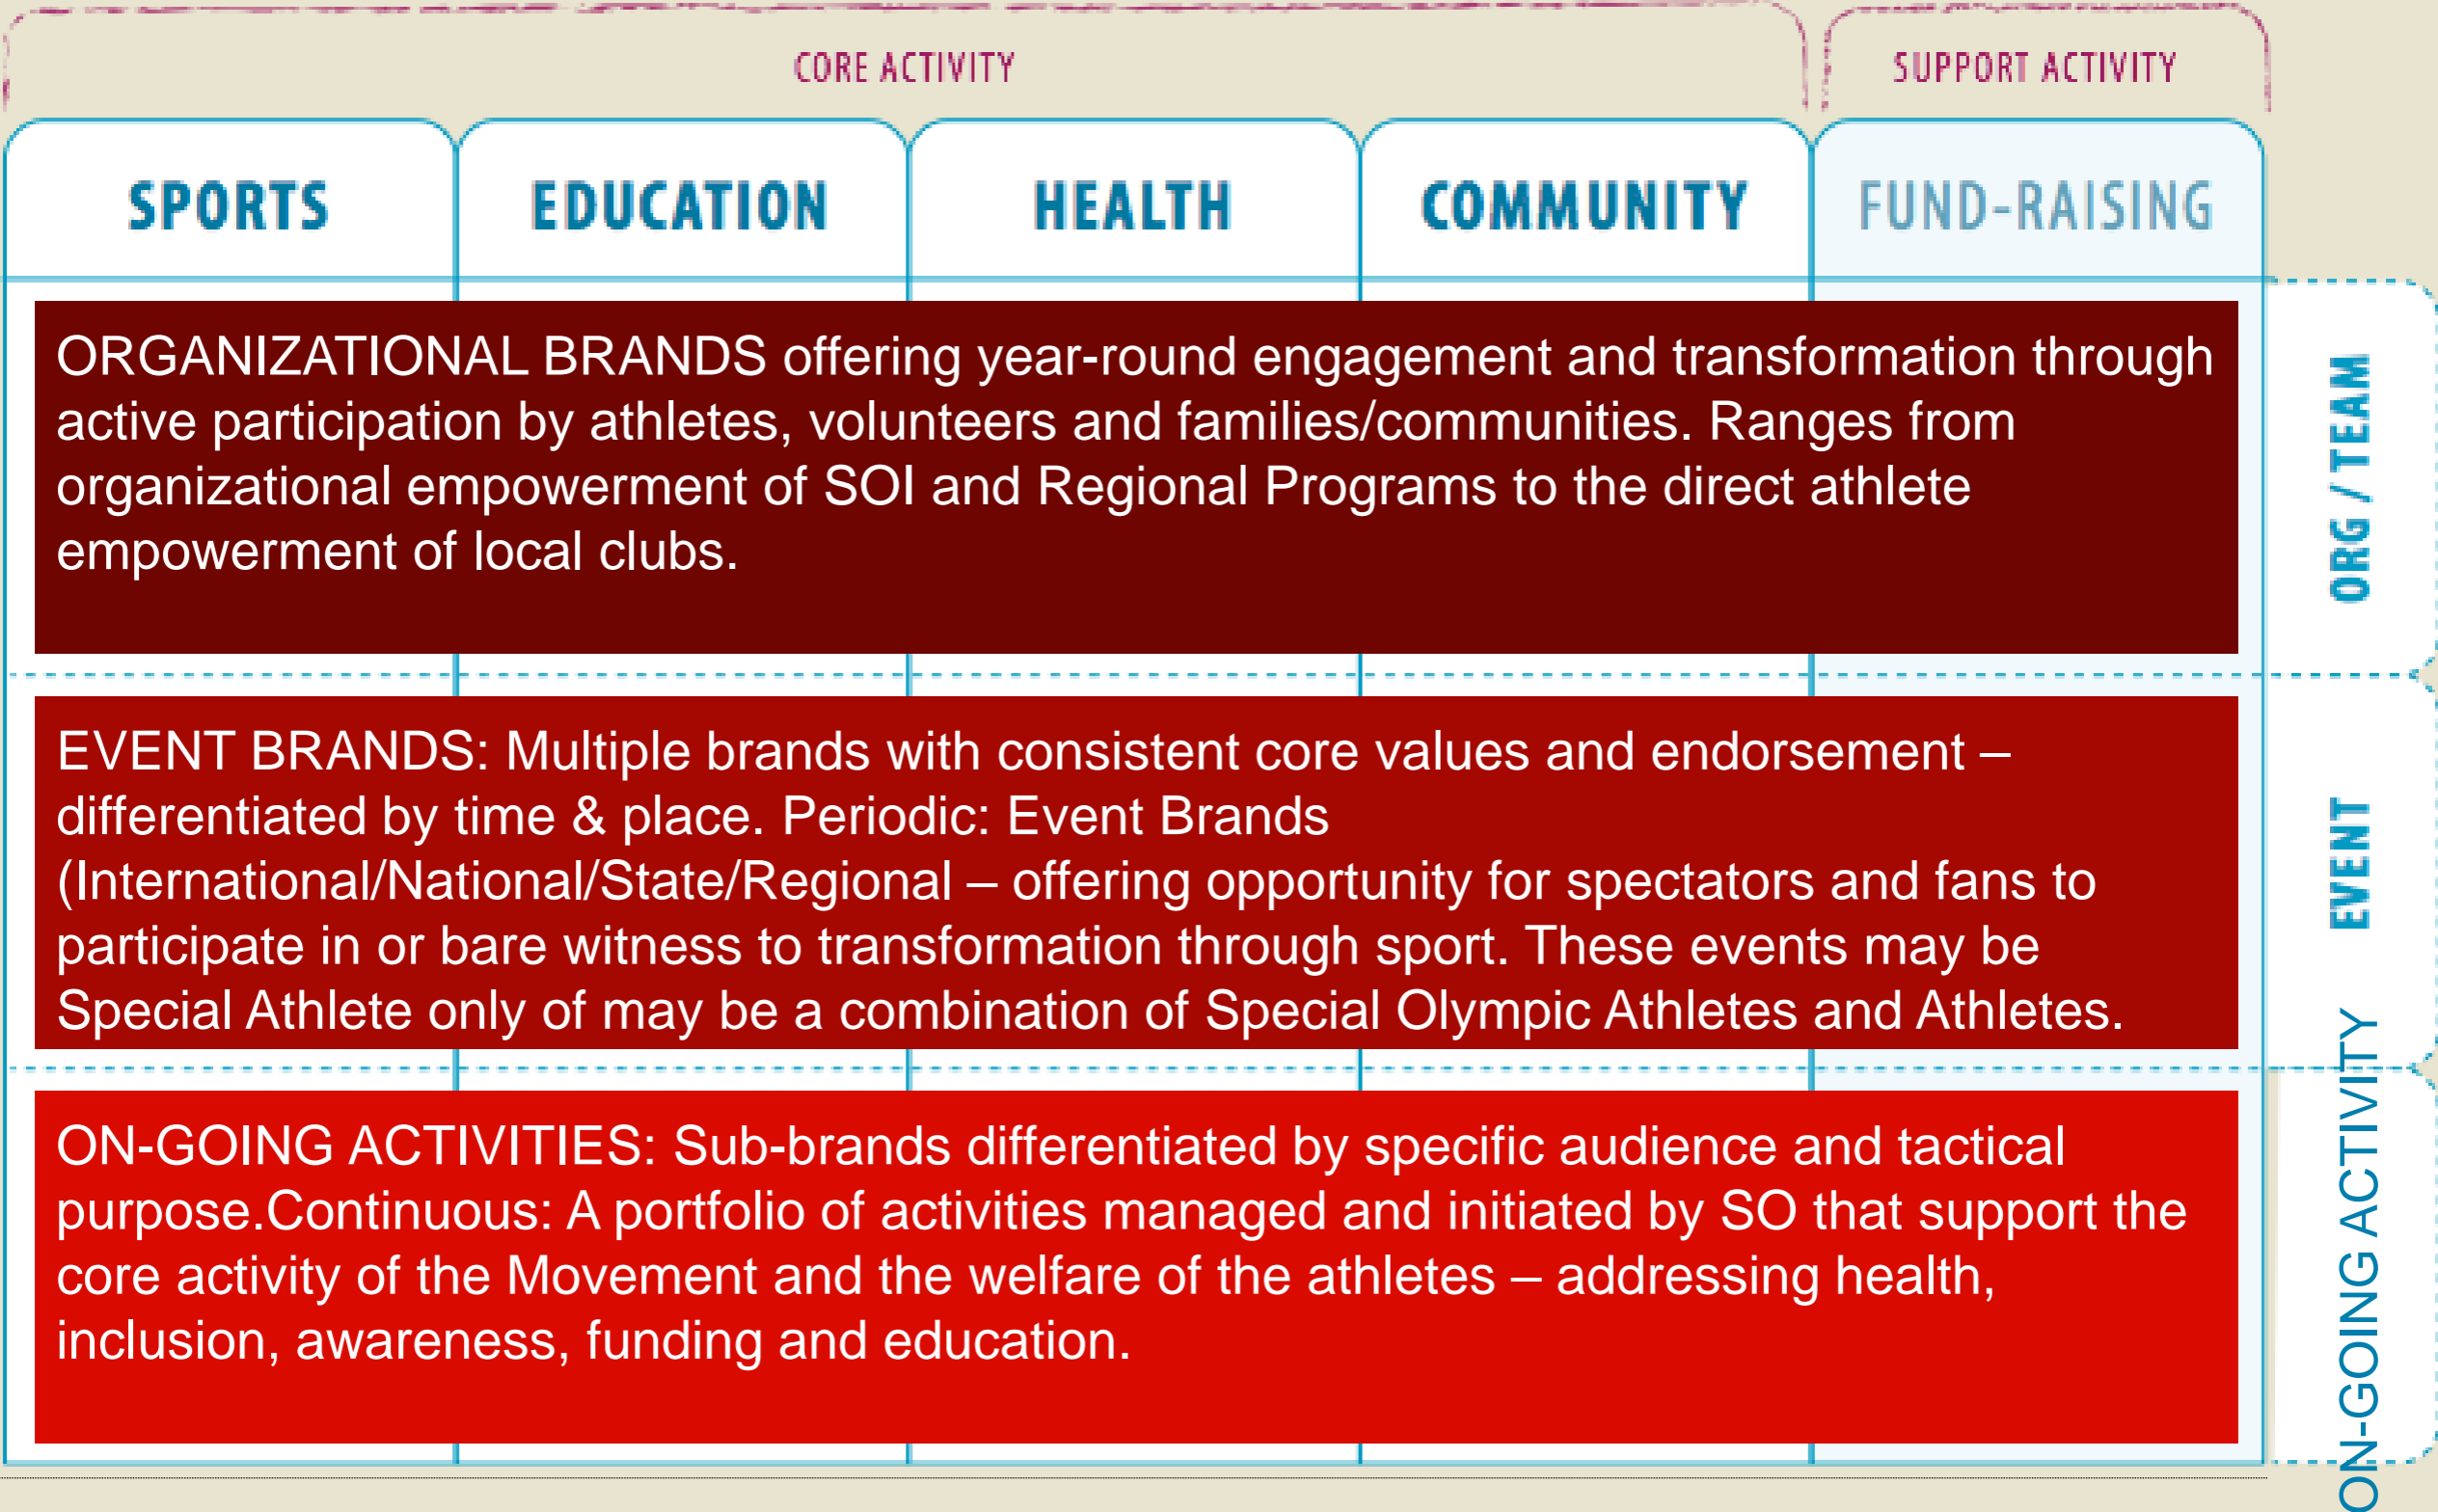 CORE ACTIVITY
SUPPORT ACTIVITY
SPORTS
EDUCATION
HEALTH
COMMUNITY
FUND-RAISING
ORGANIZATIONAL BRANDS offering year-round engagement and transformation through
active participation by athletes, volunteers and families/communities. Ranges from
organizational empowerment of SOI and Regional Programs to the direct athlete
empowerment of local clubs.
ORG / TEAM
EVENT BRANDS: Multiple brands with consistent core values and endorsement –
differentiated by time & place. Periodic: Event Brands
(International/National/State/Regional – offering opportunity for spectators and fans to
participate in or bare witness to transformation through sport. These events may be
Special Athlete only of may be a combination of Special Olympic Athletes and Athletes.
EVENT
ON-GOING ACTIVITIES: Sub-brands differentiated by specific audience and tactical
purpose.Continuous: A portfolio of activities managed and initiated by SO that support the
core activity of the Movement and the welfare of the athletes – addressing health,
inclusion, awareness, funding and education.
ON-GOING ACTIVITY